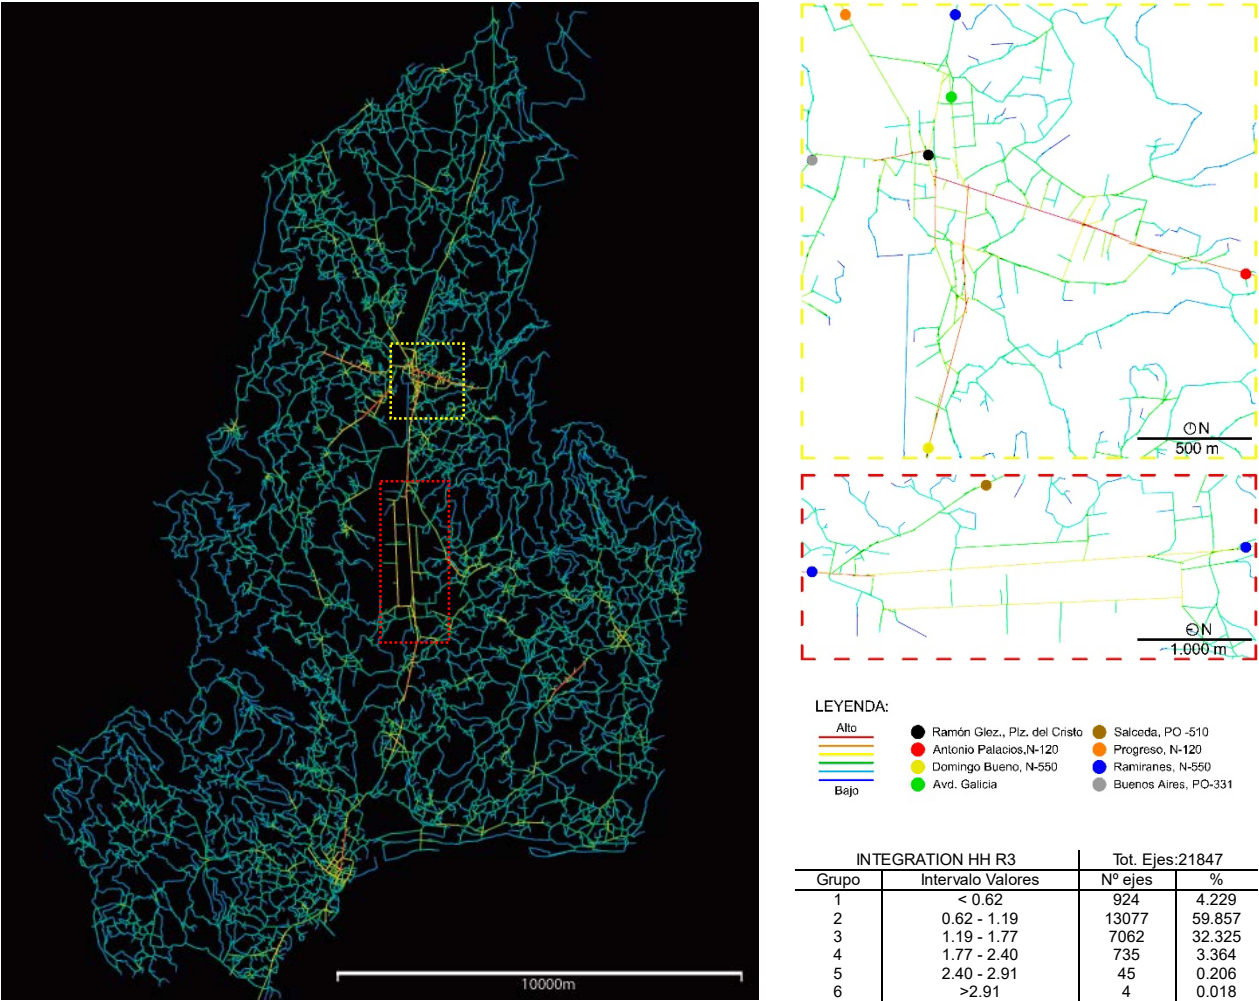 N
500 m
N
1.000 m
10000m
LEYENDA:
Alto
Bajo
Ramón Glez., Plz. del Cristo
Antonio Palacios,N-120
Domingo Bueno, N-550
Avd. Galicia
Salceda, PO -510
Progreso, N-120
Ramiranes, N-550
Buenos Aires, PO-331
INTEGRATION HH R3 Tot. Ejes:21847
Grupo Intervalo Valores Nº ejes %
1 < 0.62 924 4.229
2 0.62 - 1.19 13077 59.857
3 1.19 - 1.77 7062 32.325
4 1.77 - 2.40 735 3.364
5 2.40 - 2.91 45 0.206
6 >2.91 4 0.018